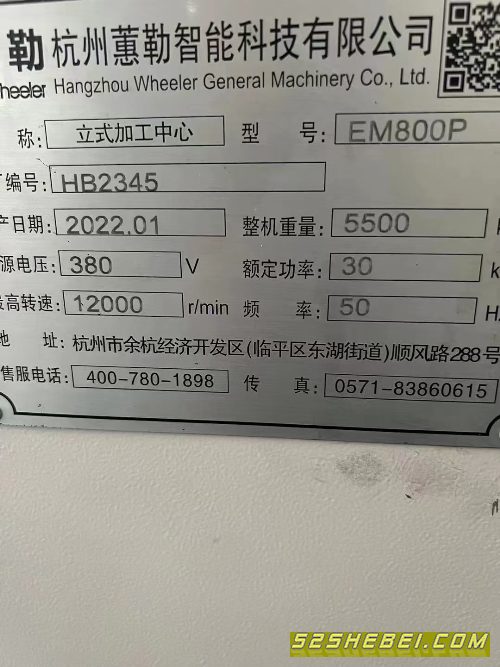 勒 杭州蕙勒智能科技有限公司
heeler Hangzhou Wheeler General Machinery Co., Ltd.
称: 立式加工中心 型 号: EM800P
编号: HB2345
产日期: 2022.01 整机重量: 5500 k
源电压: 380 V 额定功率: 30 k
最高转速: 12000 r/min 频 率: 50 H
地 址: 杭州市余杭经济开发区(临平区东湖街道)顺风路288号
售服电话: 400-780-1898 传 真: 0571-83860615
52SHEBEI.COM